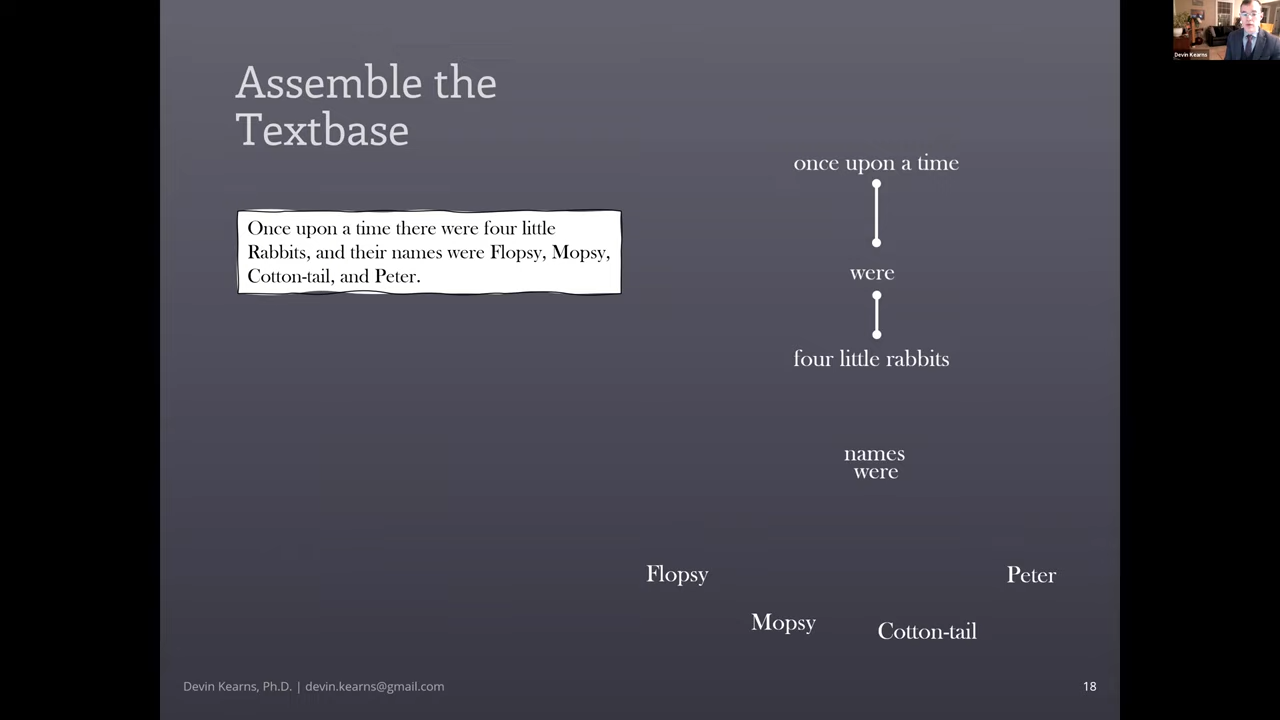 Assemble the
Textbase
once upon a time
Once upon a time there were four little
Rabbits, and their names were Flopsy, Mopsy,
Cotton-tail, and Peter.
were
four little rabbits
names
were
Flopsy
Peter
Mopsy
Cotton-tail
Devin Kearns, Ph.D. | devin.kearns@gmail.com
18
Devin Kearns